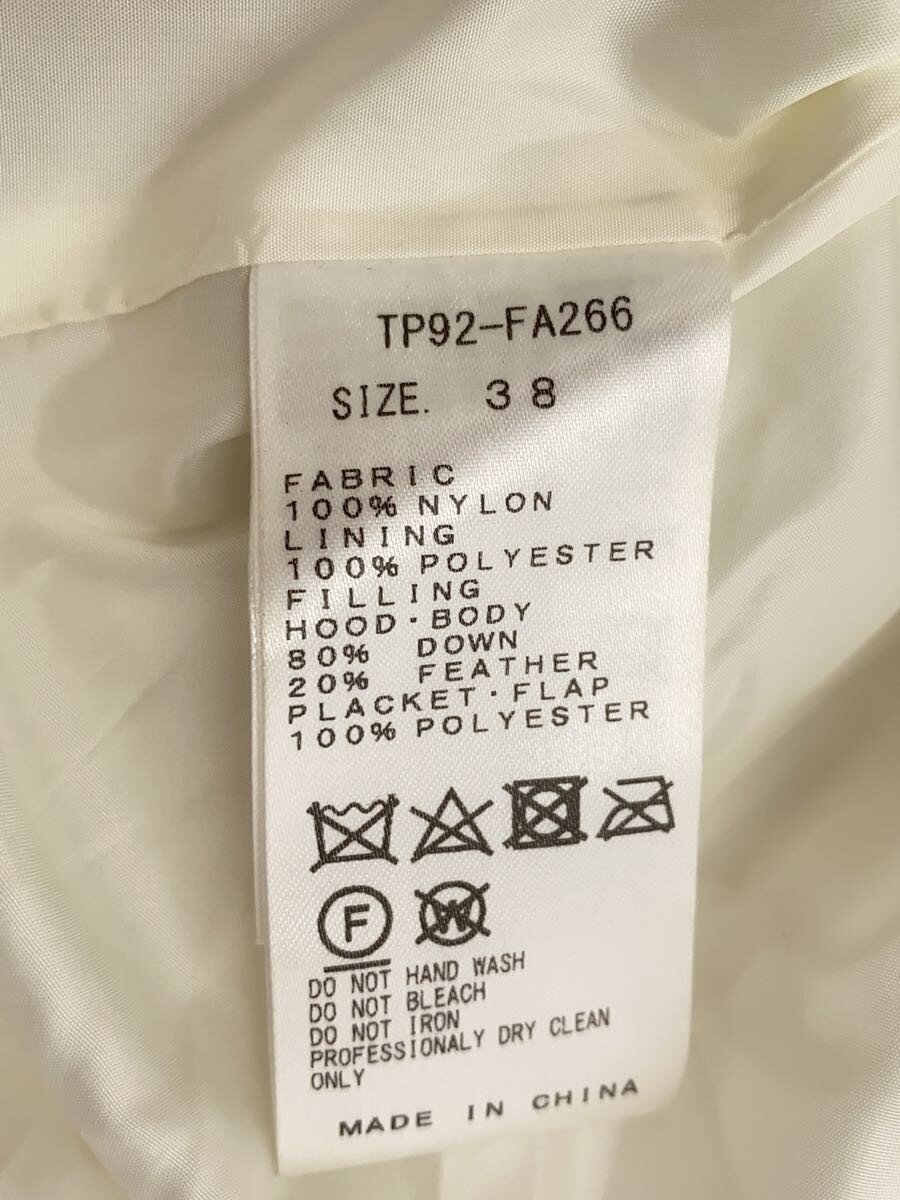 TP92-FA266
SIZE. 38
FABRIC
100% NYLON
LINING
100% POLYESTER
FILLING
HOOD・BODY
80% DOWN
20% FEATHER
PLACKET・FLAP
100% POLYESTER
F W
DO NOT HAND WASH
DO NOT BLEACH
DO NOT IRON
PROFESSIONALY DRY CLEAN
ONLY
MADE IN CHINA